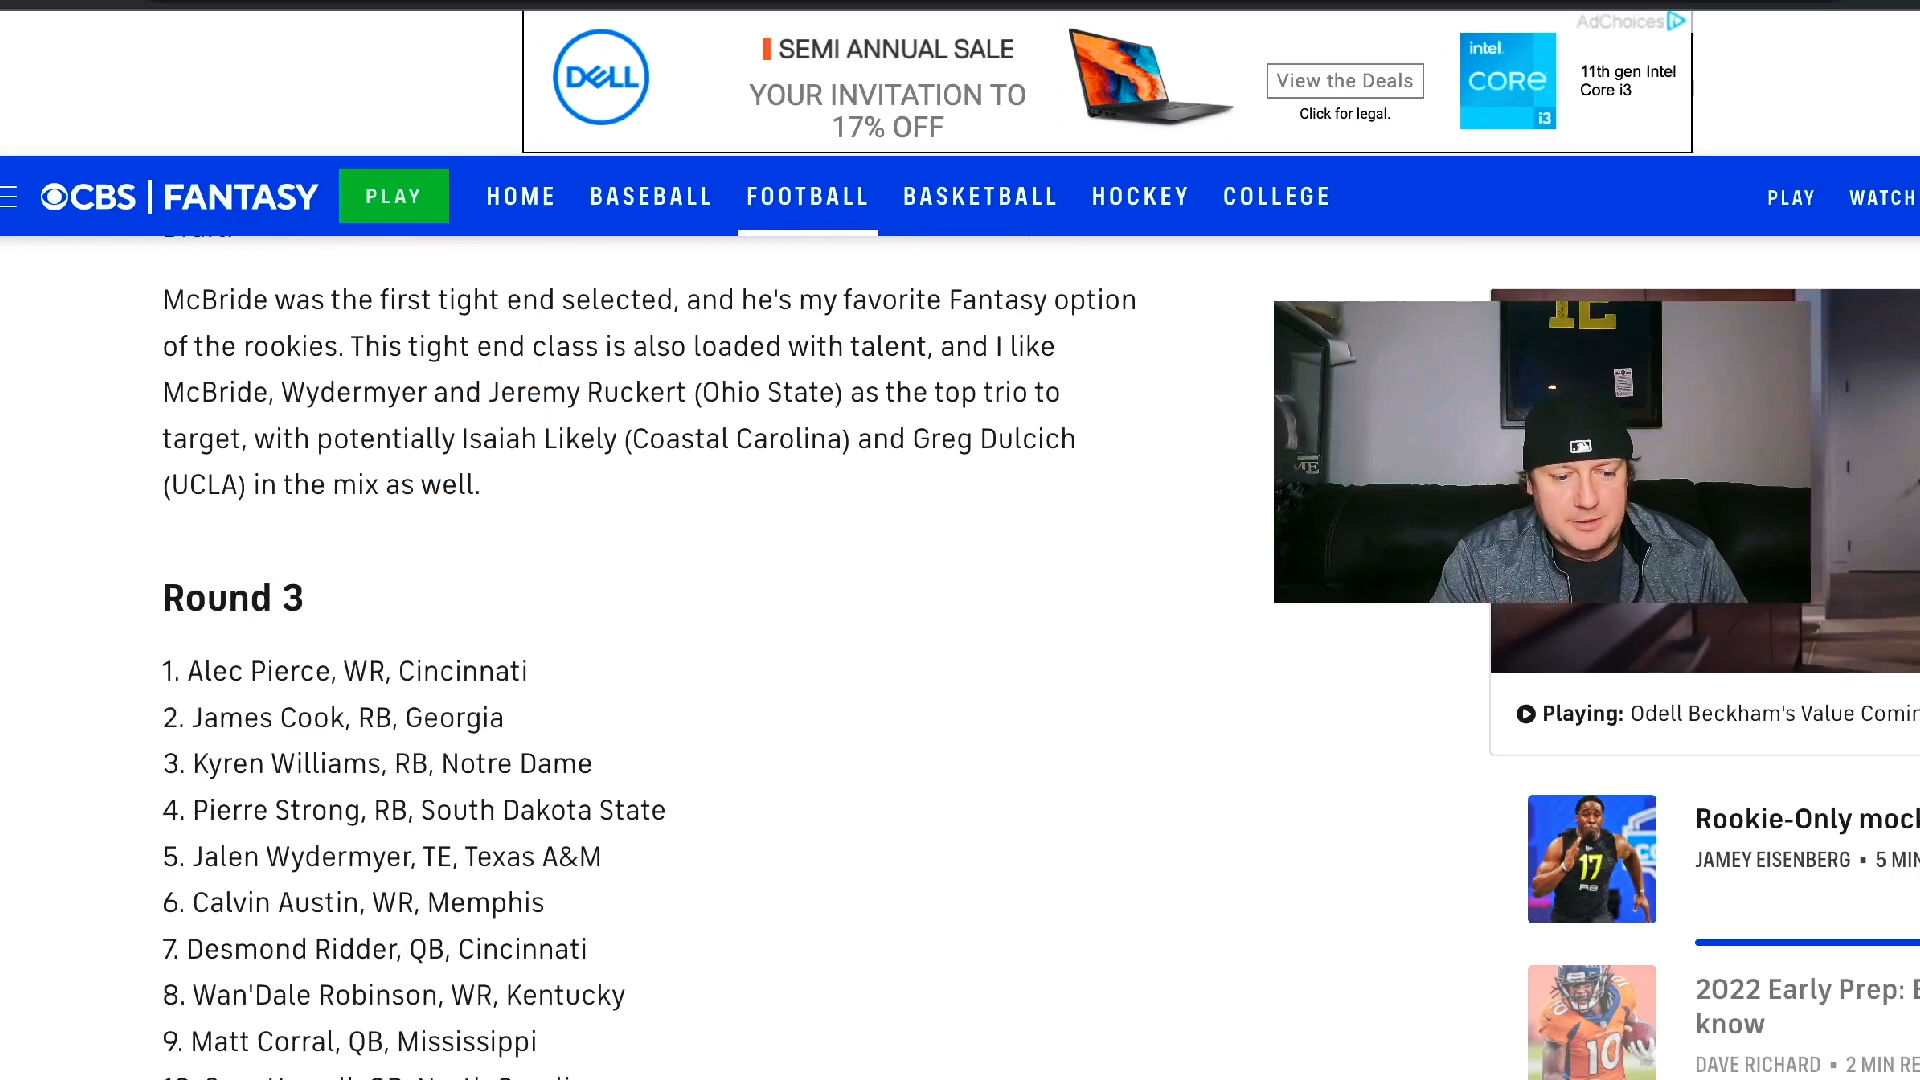 AdChoices
DELL
SEMI ANNUAL SALE
YOUR INVITATION TO
17% OFF
View the Deals
Click for legal.
intel
CORE
i3
11th gen Intel
Core i3
CBS | FANTASY
PLAY
HOME
BASEBALL
FOOTBALL
BASKETBALL
HOCKEY
COLLEGE
PLAY
WATCH
McBride was the first tight end selected, and he's my favorite Fantasy option
of the rookies. This tight end class is also loaded with talent, and I like
McBride, Wydermyer and Jeremy Ruckert (Ohio State) as the top trio to
target, with potentially Isaiah Likely (Coastal Carolina) and Greg Dulcich
(UCLA) in the mix as well.
Round 3
1. Alec Pierce, WR, Cincinnati
2. James Cook, RB, Georgia
3. Kyren Williams, RB, Notre Dame
4. Pierre Strong, RB, South Dakota State
5. Jalen Wydermyer, TE, Texas A&M
6. Calvin Austin, WR, Memphis
7. Desmond Ridder, QB, Cincinnati
8. Wan'Dale Robinson, WR, Kentucky
9. Matt Corral, QB, Mississippi
12
Playing: Odell Beckham's Value
17
Rookie-Only
JAMEY EISENBERG ▪ 5
10
2022 Early Prep:
know
DAVE RICHARD ▪ 2 MIN